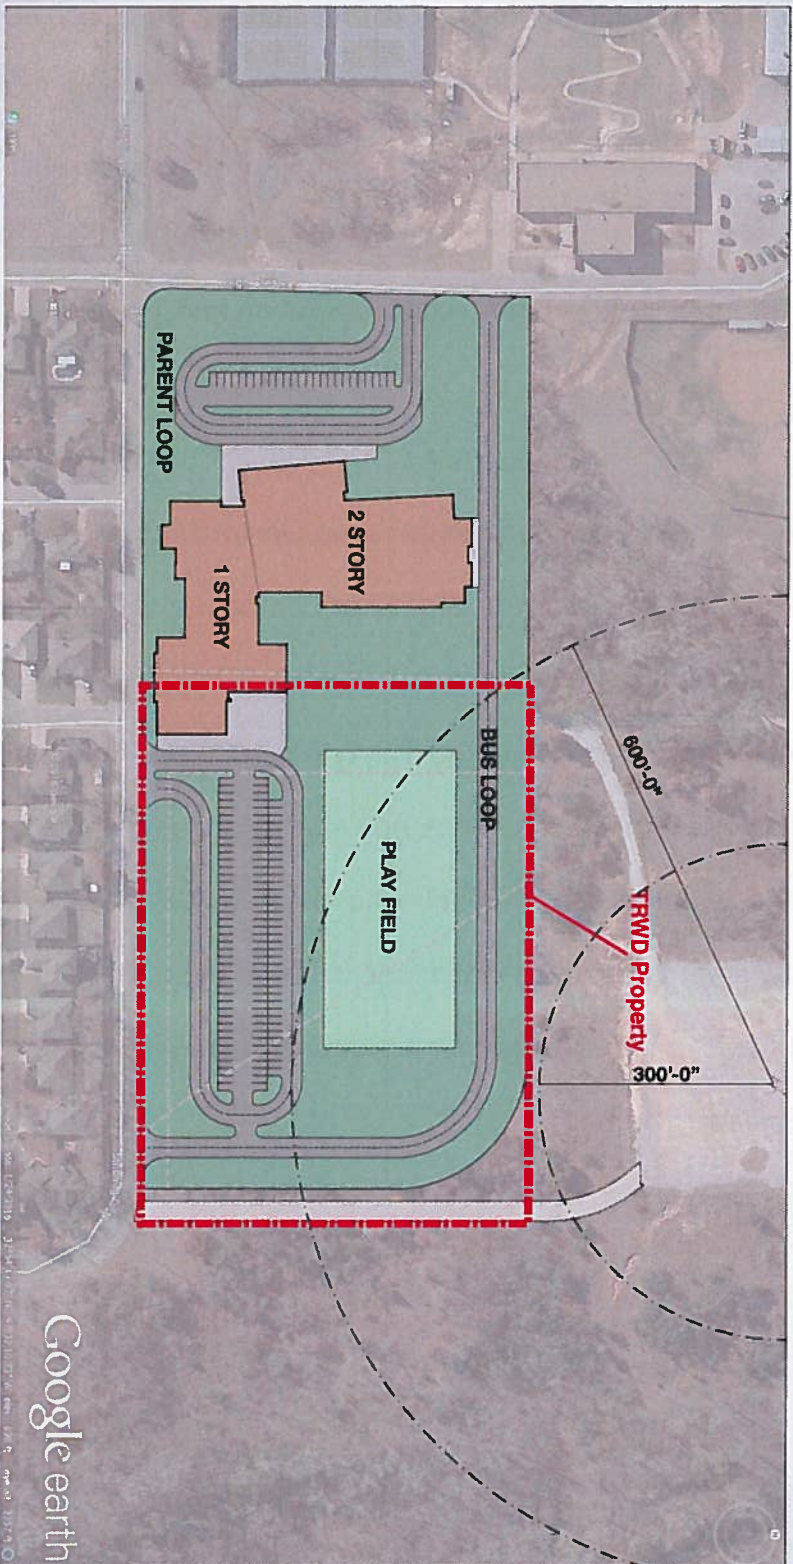 PARENT LOOP
2 STORY
1 STORY
BUS LOOP
PLAY FIELD
600'-0"
TRWD Property
300'-0"
Google earth